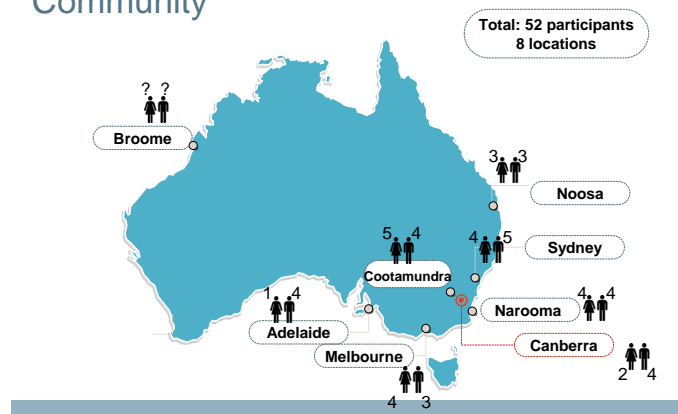 Community
Total: 52 participants
8 locations
? ?
Broome
3 3
Noosa
5 4
Cootamundra
4 5
Sydney
1 4
Adelaide
4 4
Narooma
Melbourne
4 3
Canberra
2 4